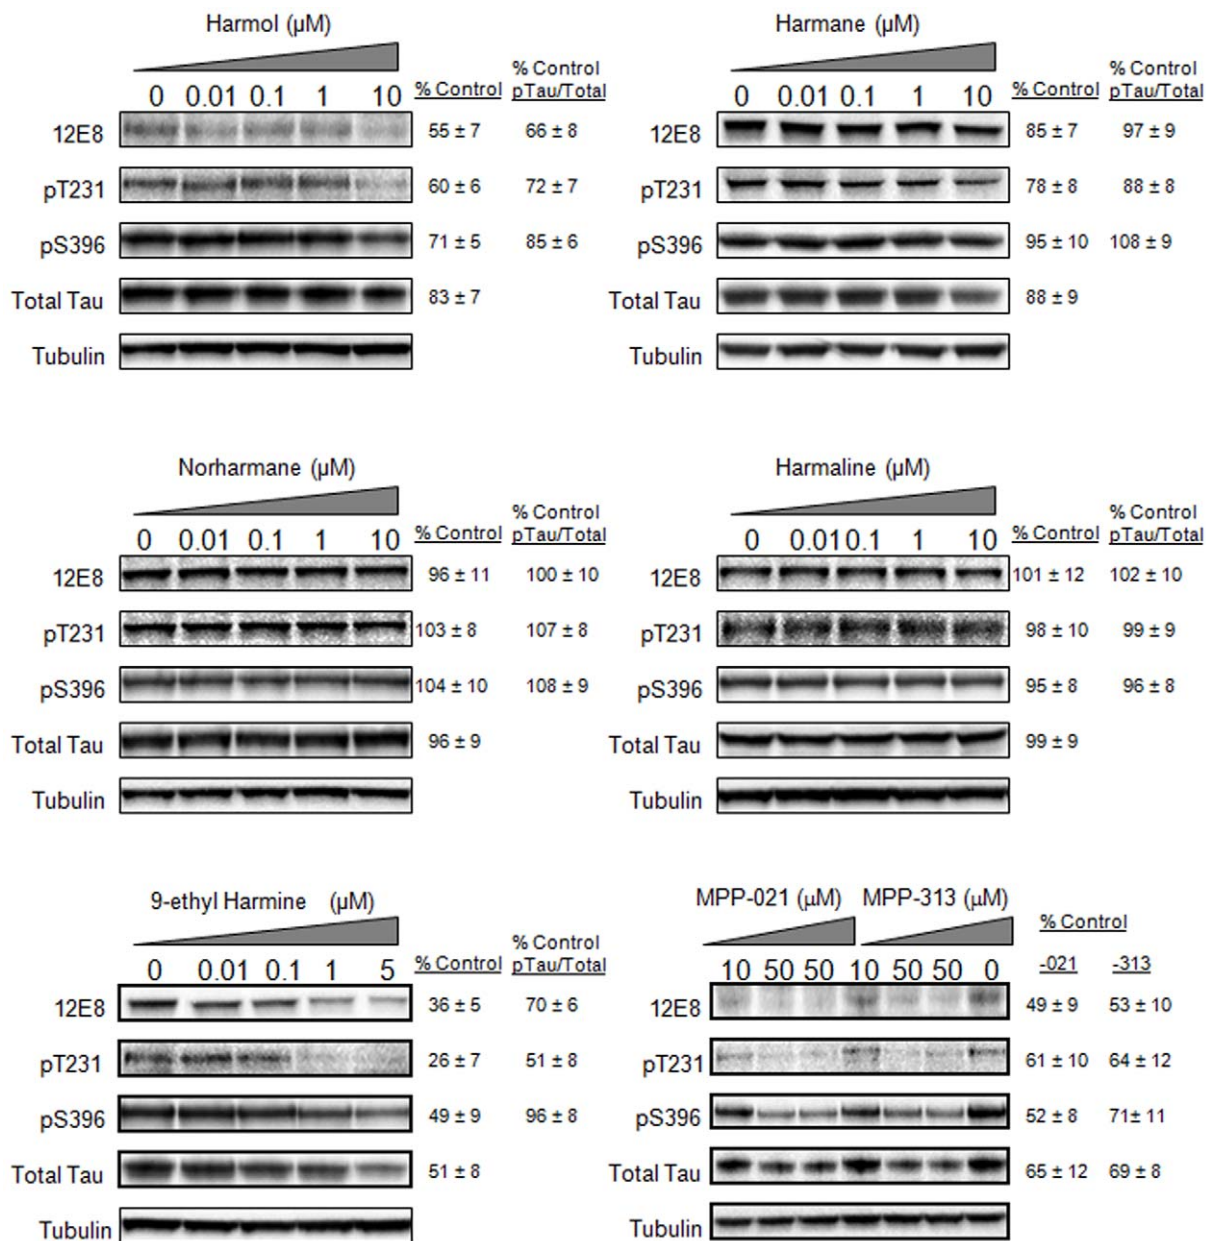 Harmol (µM)
% Control
0 0.01 0.1 1 10 % Control pTau/Total
12E8 55 ± 7 66 ± 8
pT231 60 ± 6 72 ± 7
pS396 71 ± 5 85 ± 6
Total Tau 83 ± 7
Tubulin
Harmane (µM)
% Control
0 0.01 0.1 1 10 % Control pTau/Total
12E8 85 ± 7 97 ± 9
pT231 78 ± 8 88 ± 8
pS396 95 ± 10 108 ± 9
Total Tau 88 ± 9
Tubulin
Norharmane (µM)
% Control
0 0.01 0.1 1 10 % Control pTau/Total
12E8 96 ± 11 100 ± 10
pT231 103 ± 8 107 ± 8
pS396 104 ± 10 108 ± 9
Total Tau 96 ± 9
Tubulin
Harmaline (µM)
% Control
0 0.01 0.1 1 10 % Control pTau/Total
12E8 101 ± 12 102 ± 10
pT231 98 ± 10 99 ± 9
pS396 95 ± 8 96 ± 8
Total Tau 99 ± 9
Tubulin
9-ethyl Harmine (µM)
% Control
0 0.01 0.1 1 5 % Control pTau/Total
12E8 36 ± 5 70 ± 6
pT231 26 ± 7 51 ± 8
pS396 49 ± 9 96 ± 8
Total Tau 51 ± 8
Tubulin
MPP-021 (µM) MPP-313 (µM)
% Control
10 50 50 10 50 50 0 -021 -313
12E8 49 ± 9 53 ± 10
pT231 61 ± 10 64 ± 12
pS396 52 ± 8 71± 11
Total Tau 65 ± 12 69 ± 8
Tubulin